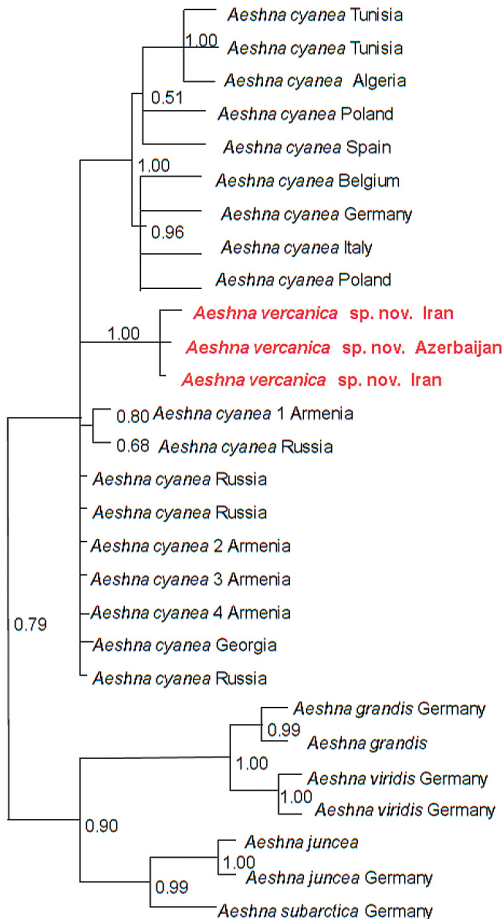 Aeshna cyanea Tunisia
1.00
Aeshna cyanea Tunisia
Aeshna cyanea Algeria
0.51
Aeshna cyanea Poland
Aeshna cyanea Spain
1.00
Aeshna cyanea Belgium
Aeshna cyanea Germany
0.96
Aeshna cyanea Italy
Aeshna cyanea Poland
Aeshna vercanica sp. nov. Iran
1.00
Aeshna vercanica sp. nov. Azerbaijan
Aeshna vercanica sp. nov. Iran
0.80
Aeshna cyanea 1 Armenia
0.68
Aeshna cyanea Russia
Aeshna cyanea Russia
Aeshna cyanea Russia
Aeshna cyanea 2 Armenia
Aeshna cyanea 3 Armenia
Aeshna cyanea 4 Armenia
0.79
Aeshna cyanea Georgia
Aeshna cyanea Russia
Aeshna grandis Germany
0.99
Aeshna grandis
1.00
Aeshna viridis Germany
1.00
Aeshna viridis Germany
0.90
Aeshna juncea
1.00
Aeshna juncea Germany
0.99
Aeshna subarctica Germany